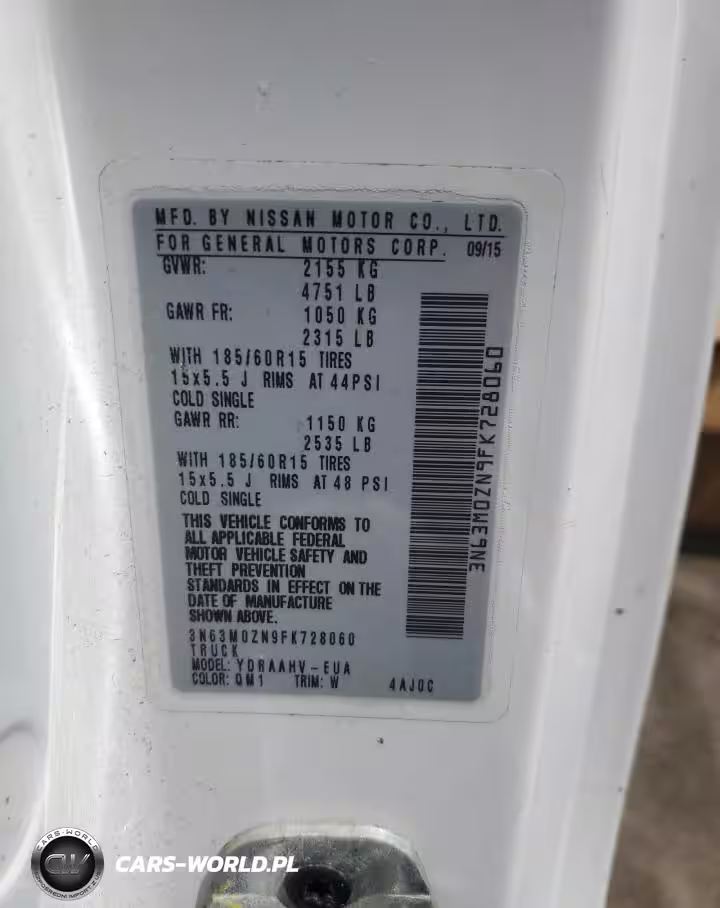 MFD. BY NISSAN MOTOR CO., LTD.
FOR GENERAL MOTORS CORP. 09/15
GVWR: 2155 KG
4751 LB
GAWR FR: 1050 KG
2315 LB
WITH 185/60R15 TIRES
15x5.5 J RIMS AT 44PSI
COLD SINGLE
GAWR RR: 1150 KG
2535 LB
WITH 185/60R15 TIRES
15x5.5 J RIMS AT 48 PSI
COLD SINGLE
THIS VEHICLE CONFORMS TO
ALL APPLICABLE FEDERAL
MOTOR VEHICLE SAFETY AND
THEFT PREVENTION
STANDARDS IN EFFECT ON THE
DATE OF MANUFACTURE
SHOWN ABOVE.
3N63M0ZN9FK728060
TRUCK
MODEL: YDRAAHV-EUA
COLOR: QM1 TRIM: W 4AJ0C
3N63M0ZN9FK728060
CARS-WORLD
CW
CARS-WORLD.PL